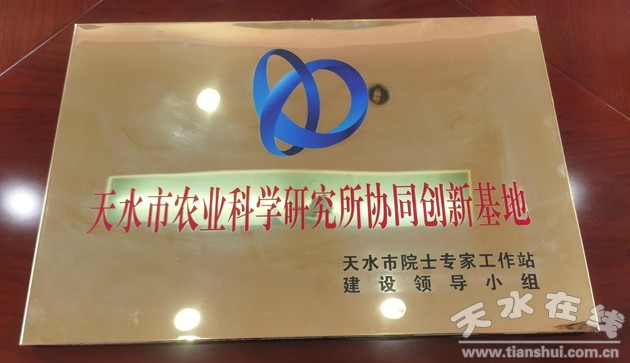 天水市农业科学研究所协同创新基地
天水市院士专家工作站
建设领导小组
天水在线
www.tianshui.com.cn